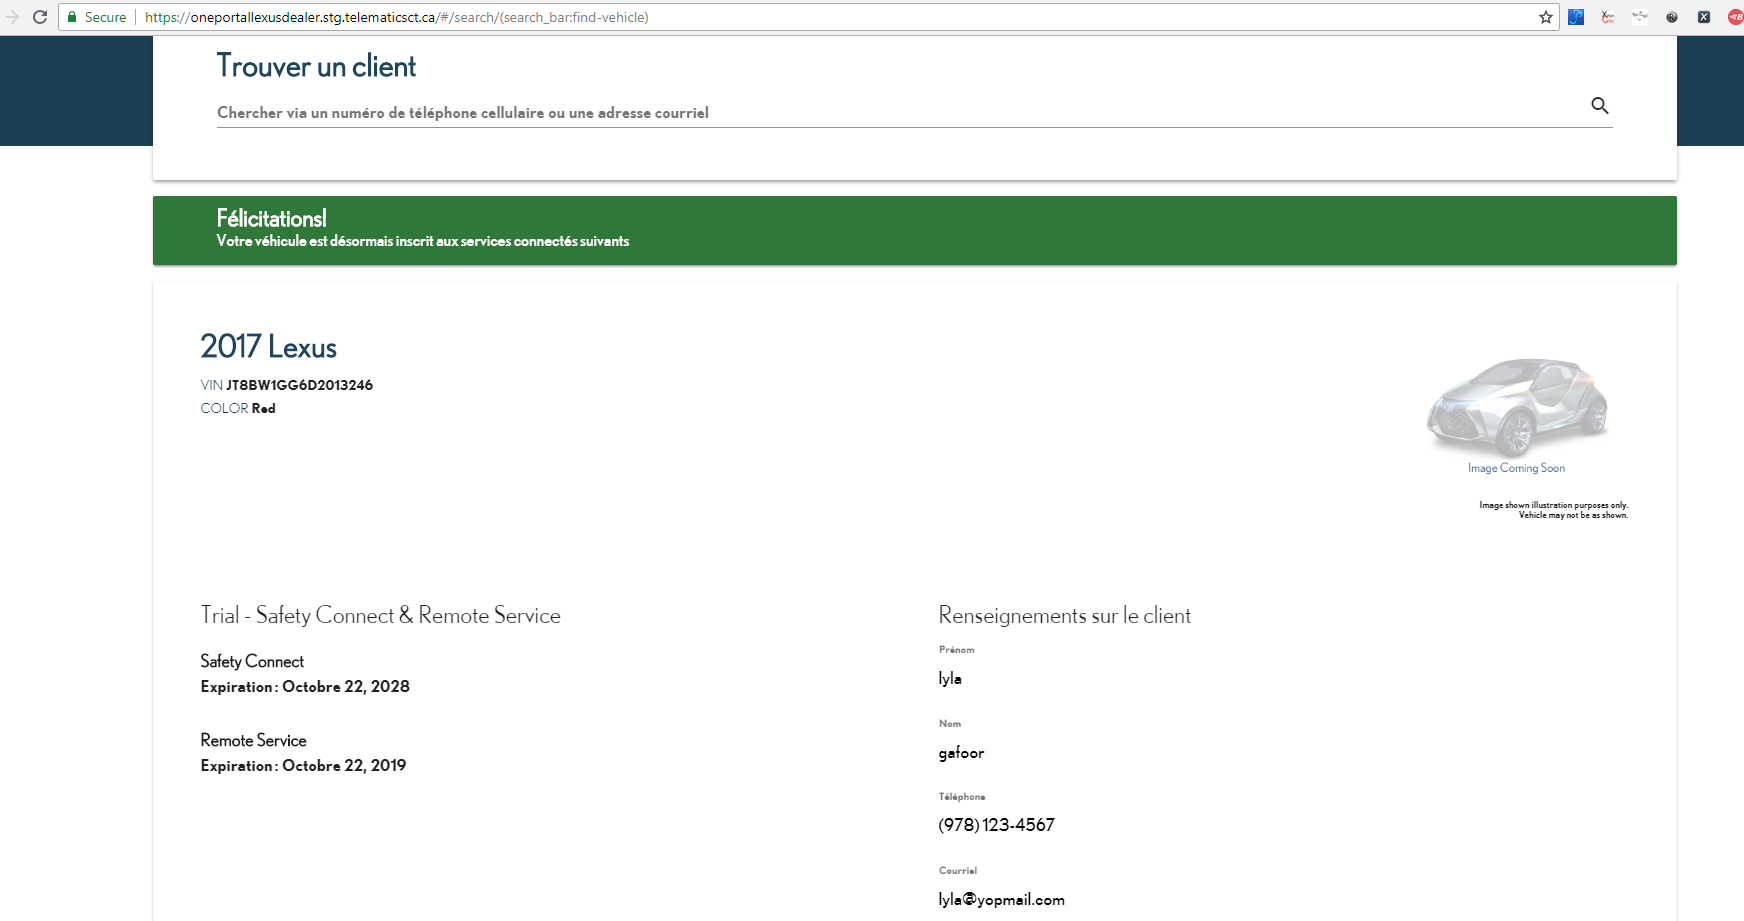 Secure
https://oneportallexusdealer.stg.telematicsct.ca/#/search/(search_bar:find-vehicle)
Trouver un client
Chercher via un numéro de téléphone cellulaire ou une adresse courriel
Félicitations!
Votre véhicule est désormais inscrit aux services connectés suivants
2017 Lexus
VIN JT8BW1GG6D2013246
COLOR Red
Image Coming Soon
Image shown illustration purposes only.
Vehicle may not be as shown.
Trial - Safety Connect & Remote Service
Safety Connect
Expiration : Octobre 22, 2028
Remote Service
Expiration : Octobre 22, 2019
Renseignements sur le client
Prénom
lyla
Nom
gafoor
Téléphone
(978) 123-4567
Courriel
lyla@yopmail.com